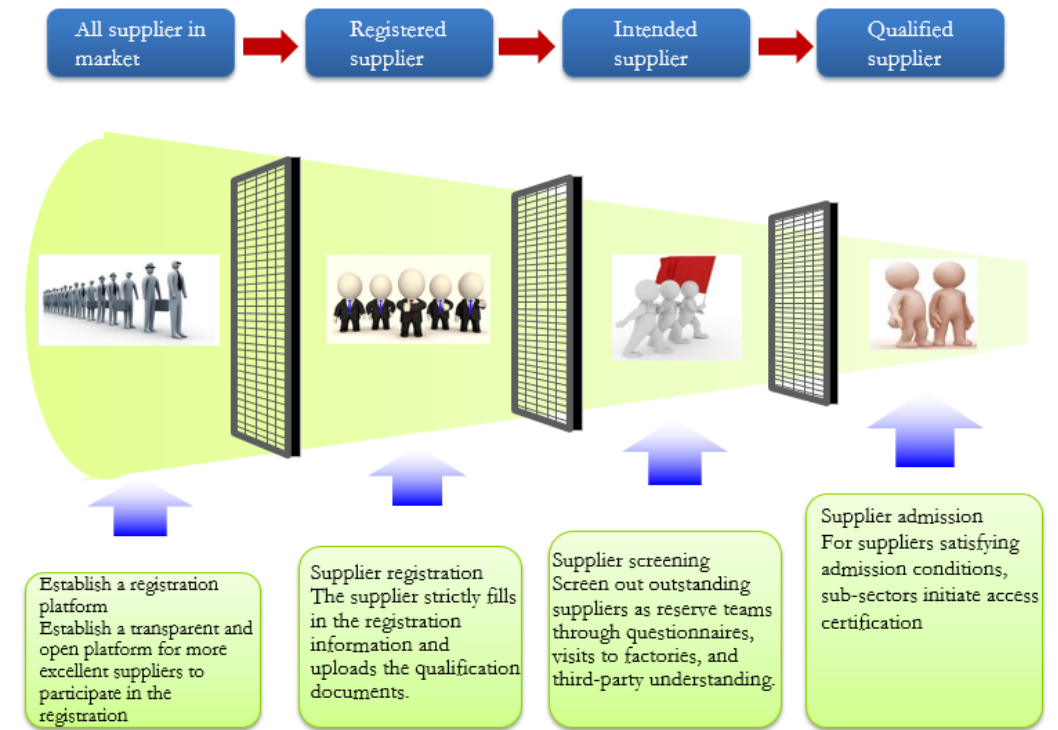 All supplier in
market
Registered
supplier
Intended
supplier
Qualified
supplier
Establish a registration
platform
Establish a transparent and
open platform for more
excellent suppliers to
participate in the
registration
Supplier registration
The supplier strictly fills
in the registration
information and
uploads the qualification
documents.
Supplier screening
Screen out outstanding
suppliers as reserve teams
through questionnaires,
visits to factories, and
third-party understanding.
Supplier admission
For suppliers satisfying
admission conditions,
sub-sectors initiate access
certification